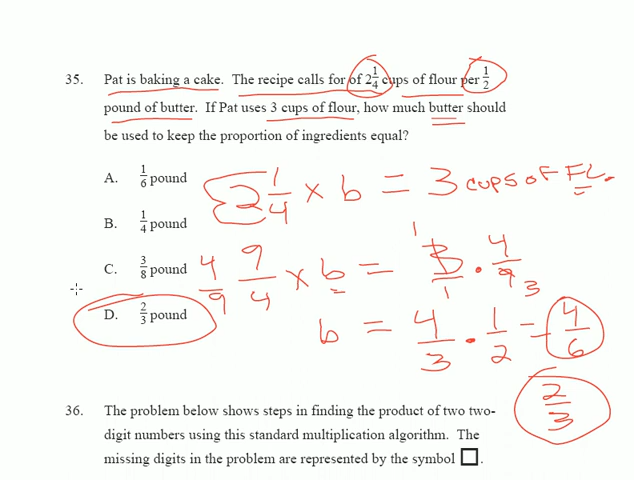 35. Pat is baking a cake. The recipe calls for of 2 1/4 cups of flour per 1/2
pound of butter. If Pat uses 3 cups of flour, how much butter should
be used to keep the proportion of ingredients equal?
A. 1/6 pound
2 1/4 × b = 3 cups of FL.
B. 1/4 pound
C. 3/8 pound
4/9 9/4 × b = 1 3/1 · 4/9 3
D. 2/3 pound
b = 4/3 · 1/2 = 4/6
2/3
36. The problem below shows steps in finding the product of two two-
digit numbers using this standard multiplication algorithm. The
missing digits in the problem are represented by the symbol □.